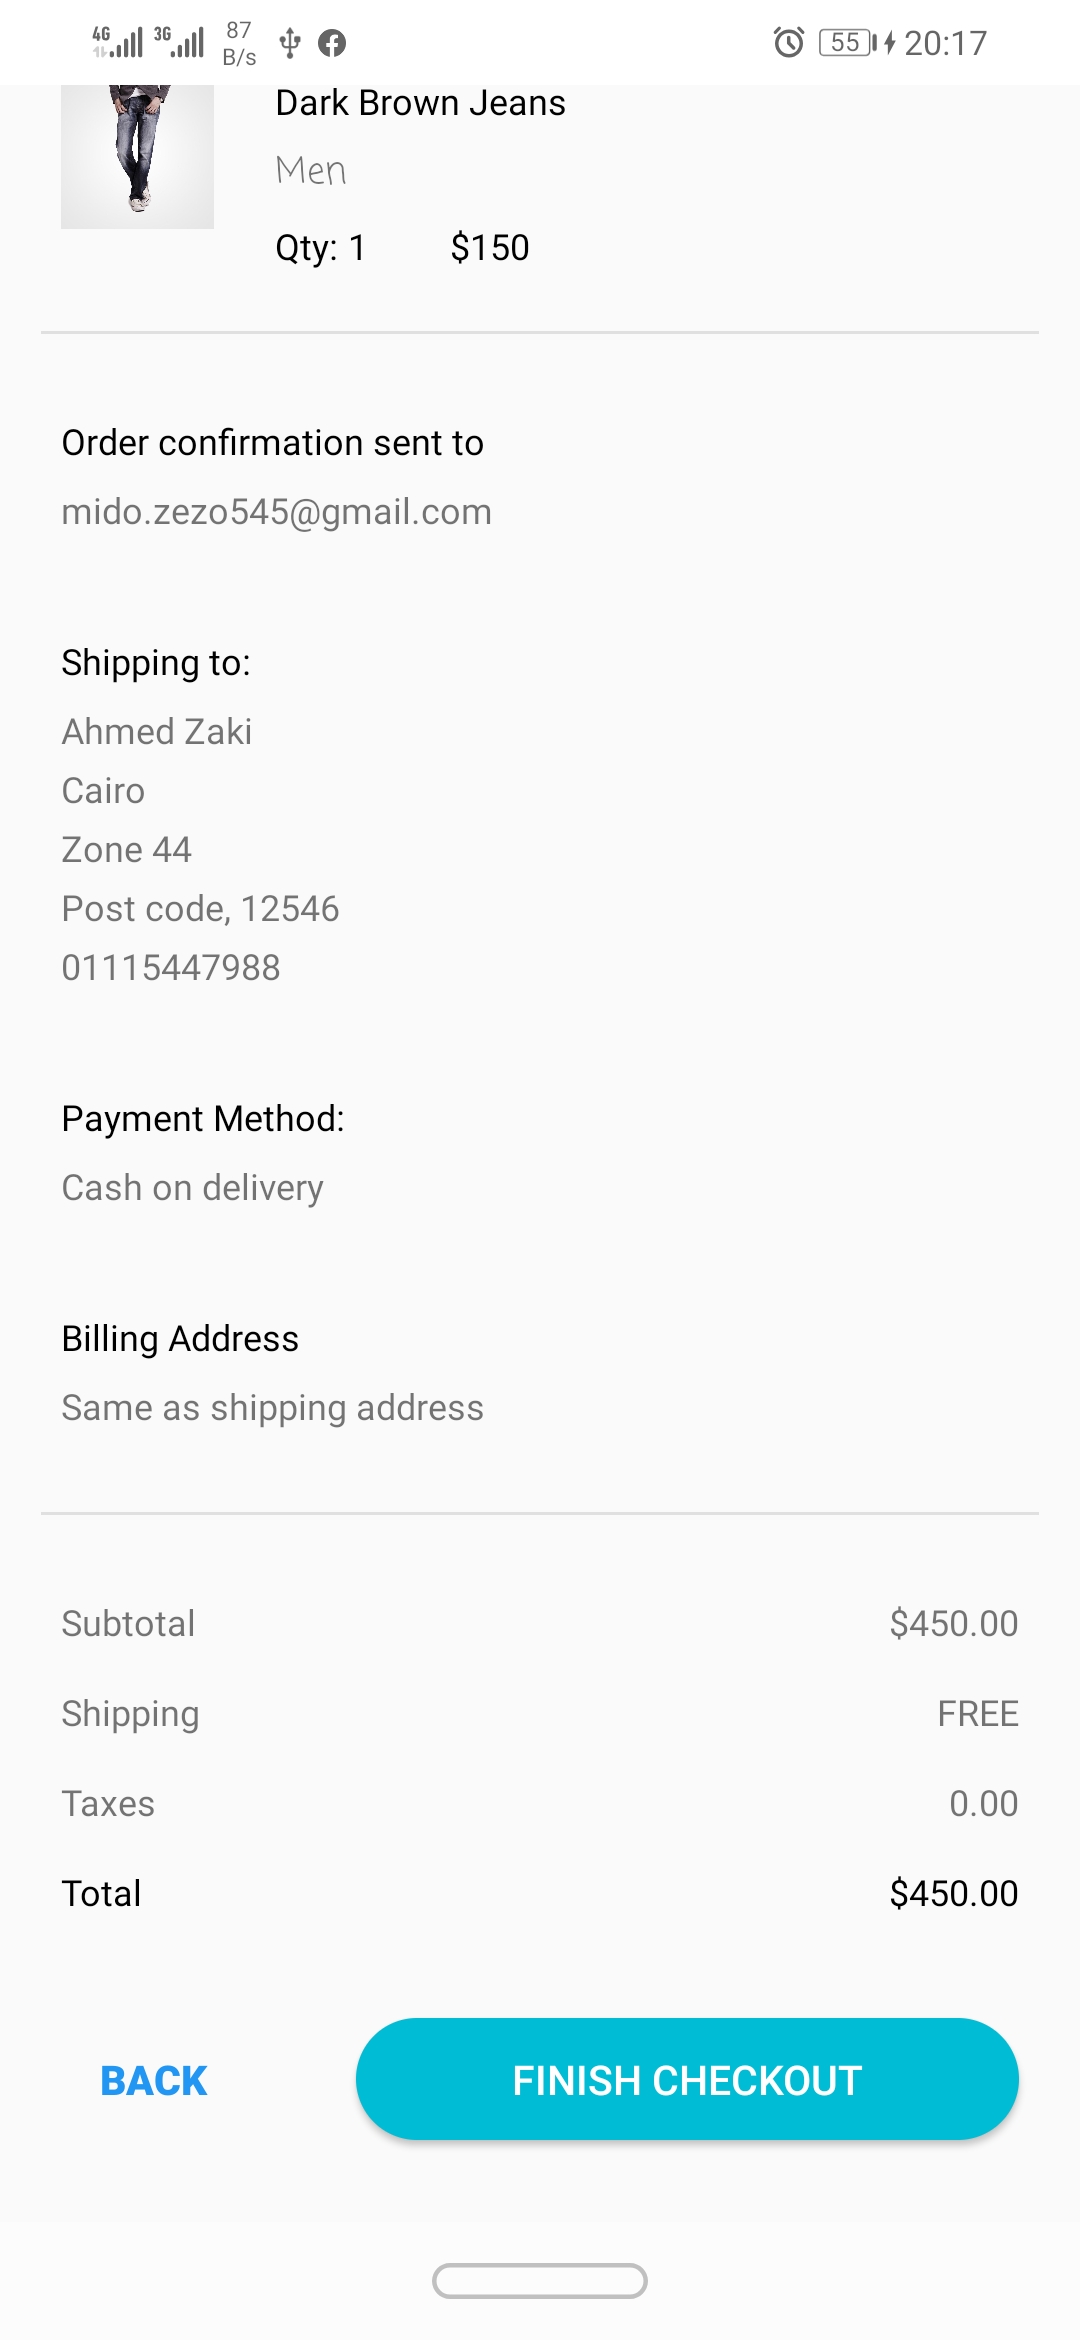 4G 3G 87 B/s 55 20:17
Dark Brown Jeans
Men
Qty: 1 $150
Order confirmation sent to
mido.zezo545@gmail.com
Shipping to:
Ahmed Zaki
Cairo
Zone 44
Post code, 12546
01115447988
Payment Method:
Cash on delivery
Billing Address
Same as shipping address
Subtotal $450.00
Shipping FREE
Taxes 0.00
Total $450.00
BACK FINISH CHECKOUT